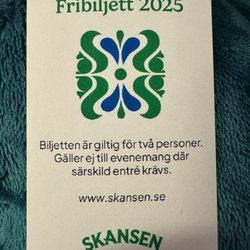 Fribiljett 2025
Biljetten är giltig för två personer.
Gäller ej till evenemang där
särskild entré krävs.
www.skansen.se
SKANSEN